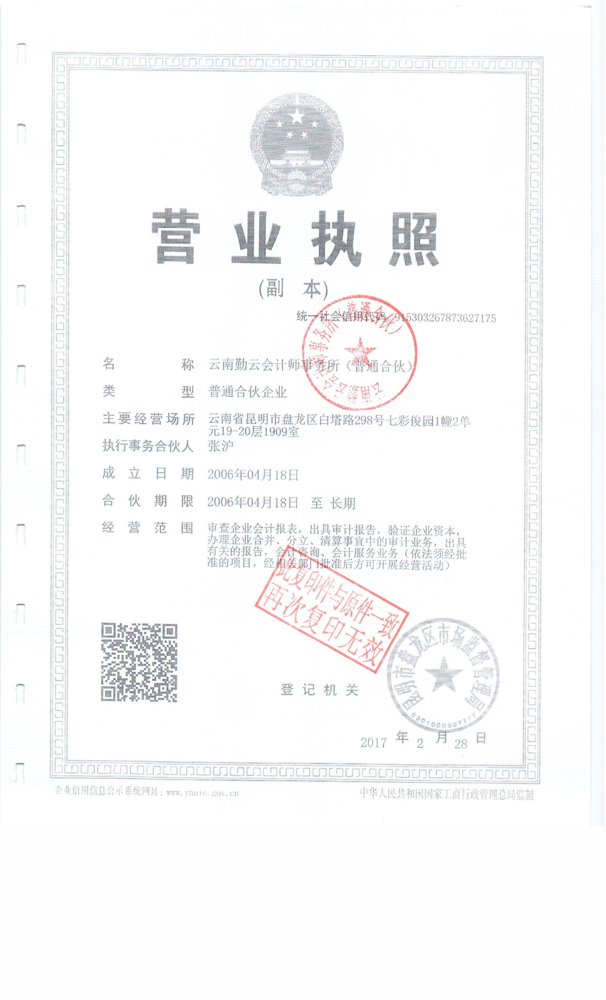 营业执照
(副 本)
统一社会信用代码 915303267873627175
名称 云南勤云会计师事务所（普通合伙）
类型 普通合伙企业
主要经营场所 云南省昆明市盘龙区白塔路298号七彩俊园1幢2单
元19-20层1909室
执行事务合伙人 张沪
成立日期 2006年04月18日
合伙期限 2006年04月18日 至 长期
经营范围 审查企业会计报表，出具审计报告，验证企业资本，
办理企业合并、分立、清算事宜中的审计业务，出具
有关的报告，会计咨询、会计服务业务（依法须经批
准的项目，经相关部门批准后方可开展经营活动）
云南勤云会计师事务所（普通合伙）
此复印件与原件一致
再次复印无效
登记机关
昆明市盘龙区市场监督管理局
2017 年 2 月 28 日
企业信用信息公示系统网址：www.ynaic.gov.cn
中华人民共和国国家工商行政管理总局监制